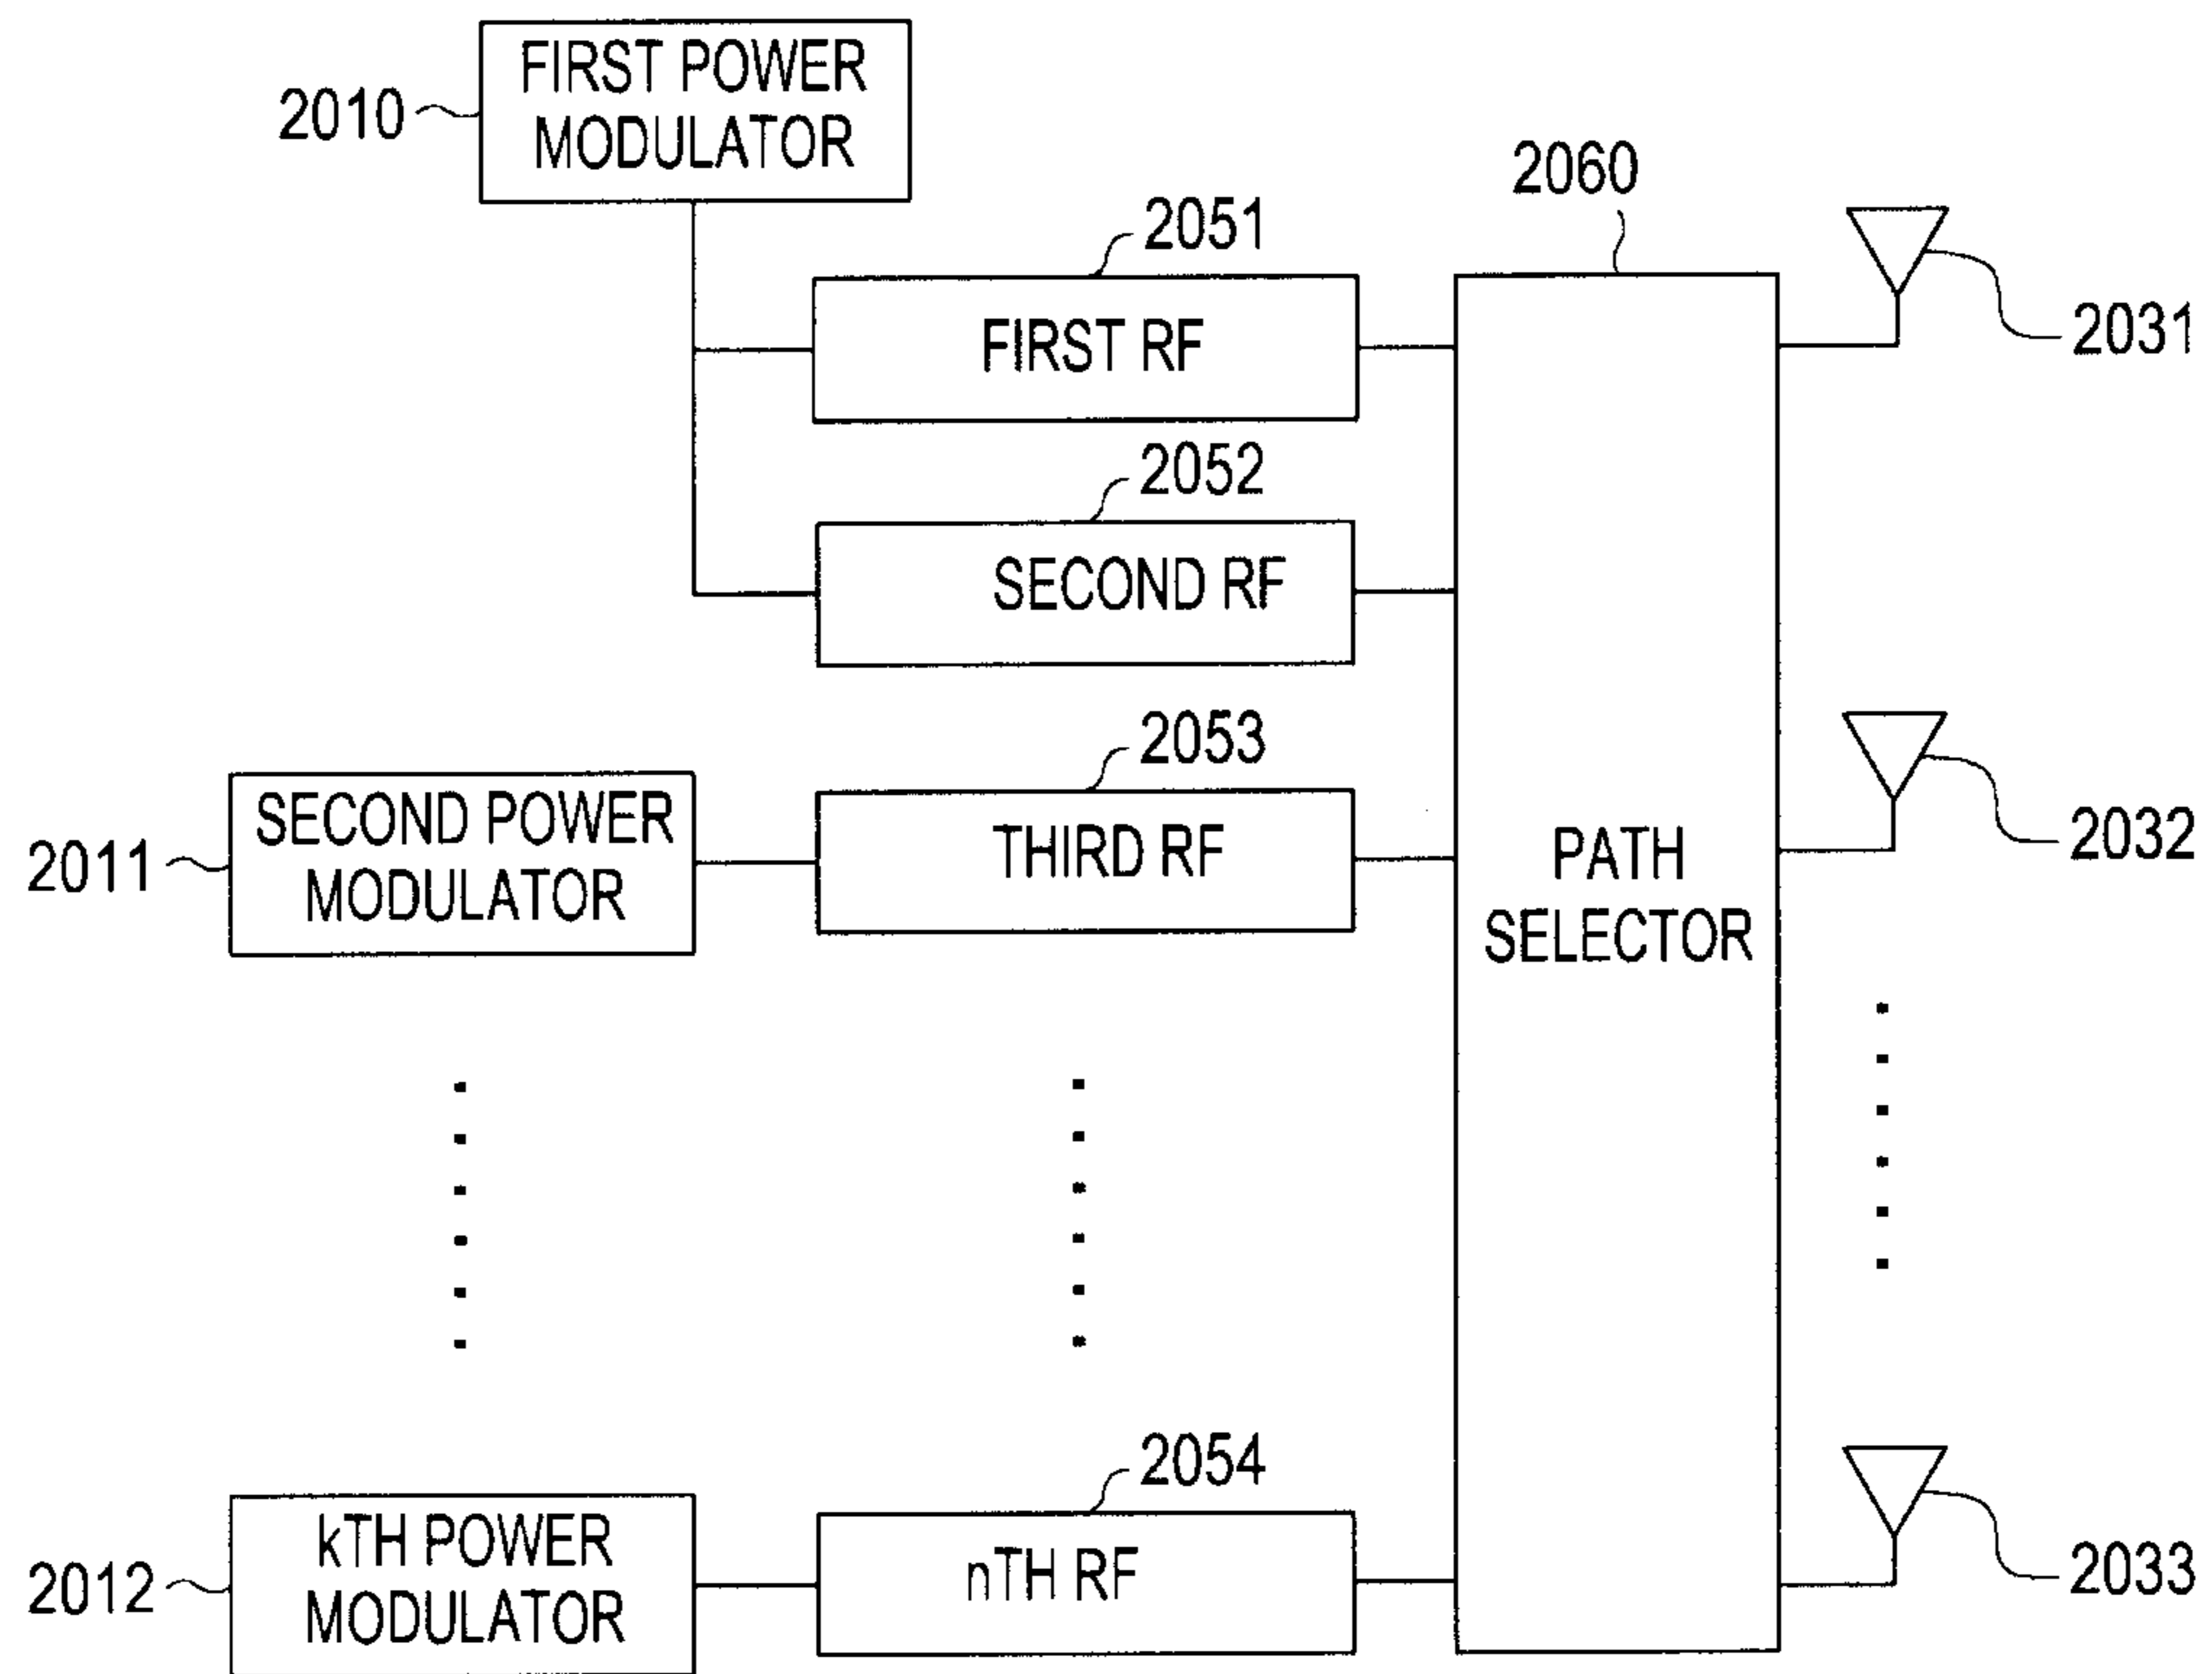 FIRST POWER
MODULATOR
2010
2060
2051
FIRST RF
2031
2052
SECOND RF
2053
SECOND POWER
MODULATOR
2011
THIRD RF
PATH
SELECTOR
2032
2054
kTH POWER
MODULATOR
2012
nTH RF
2033